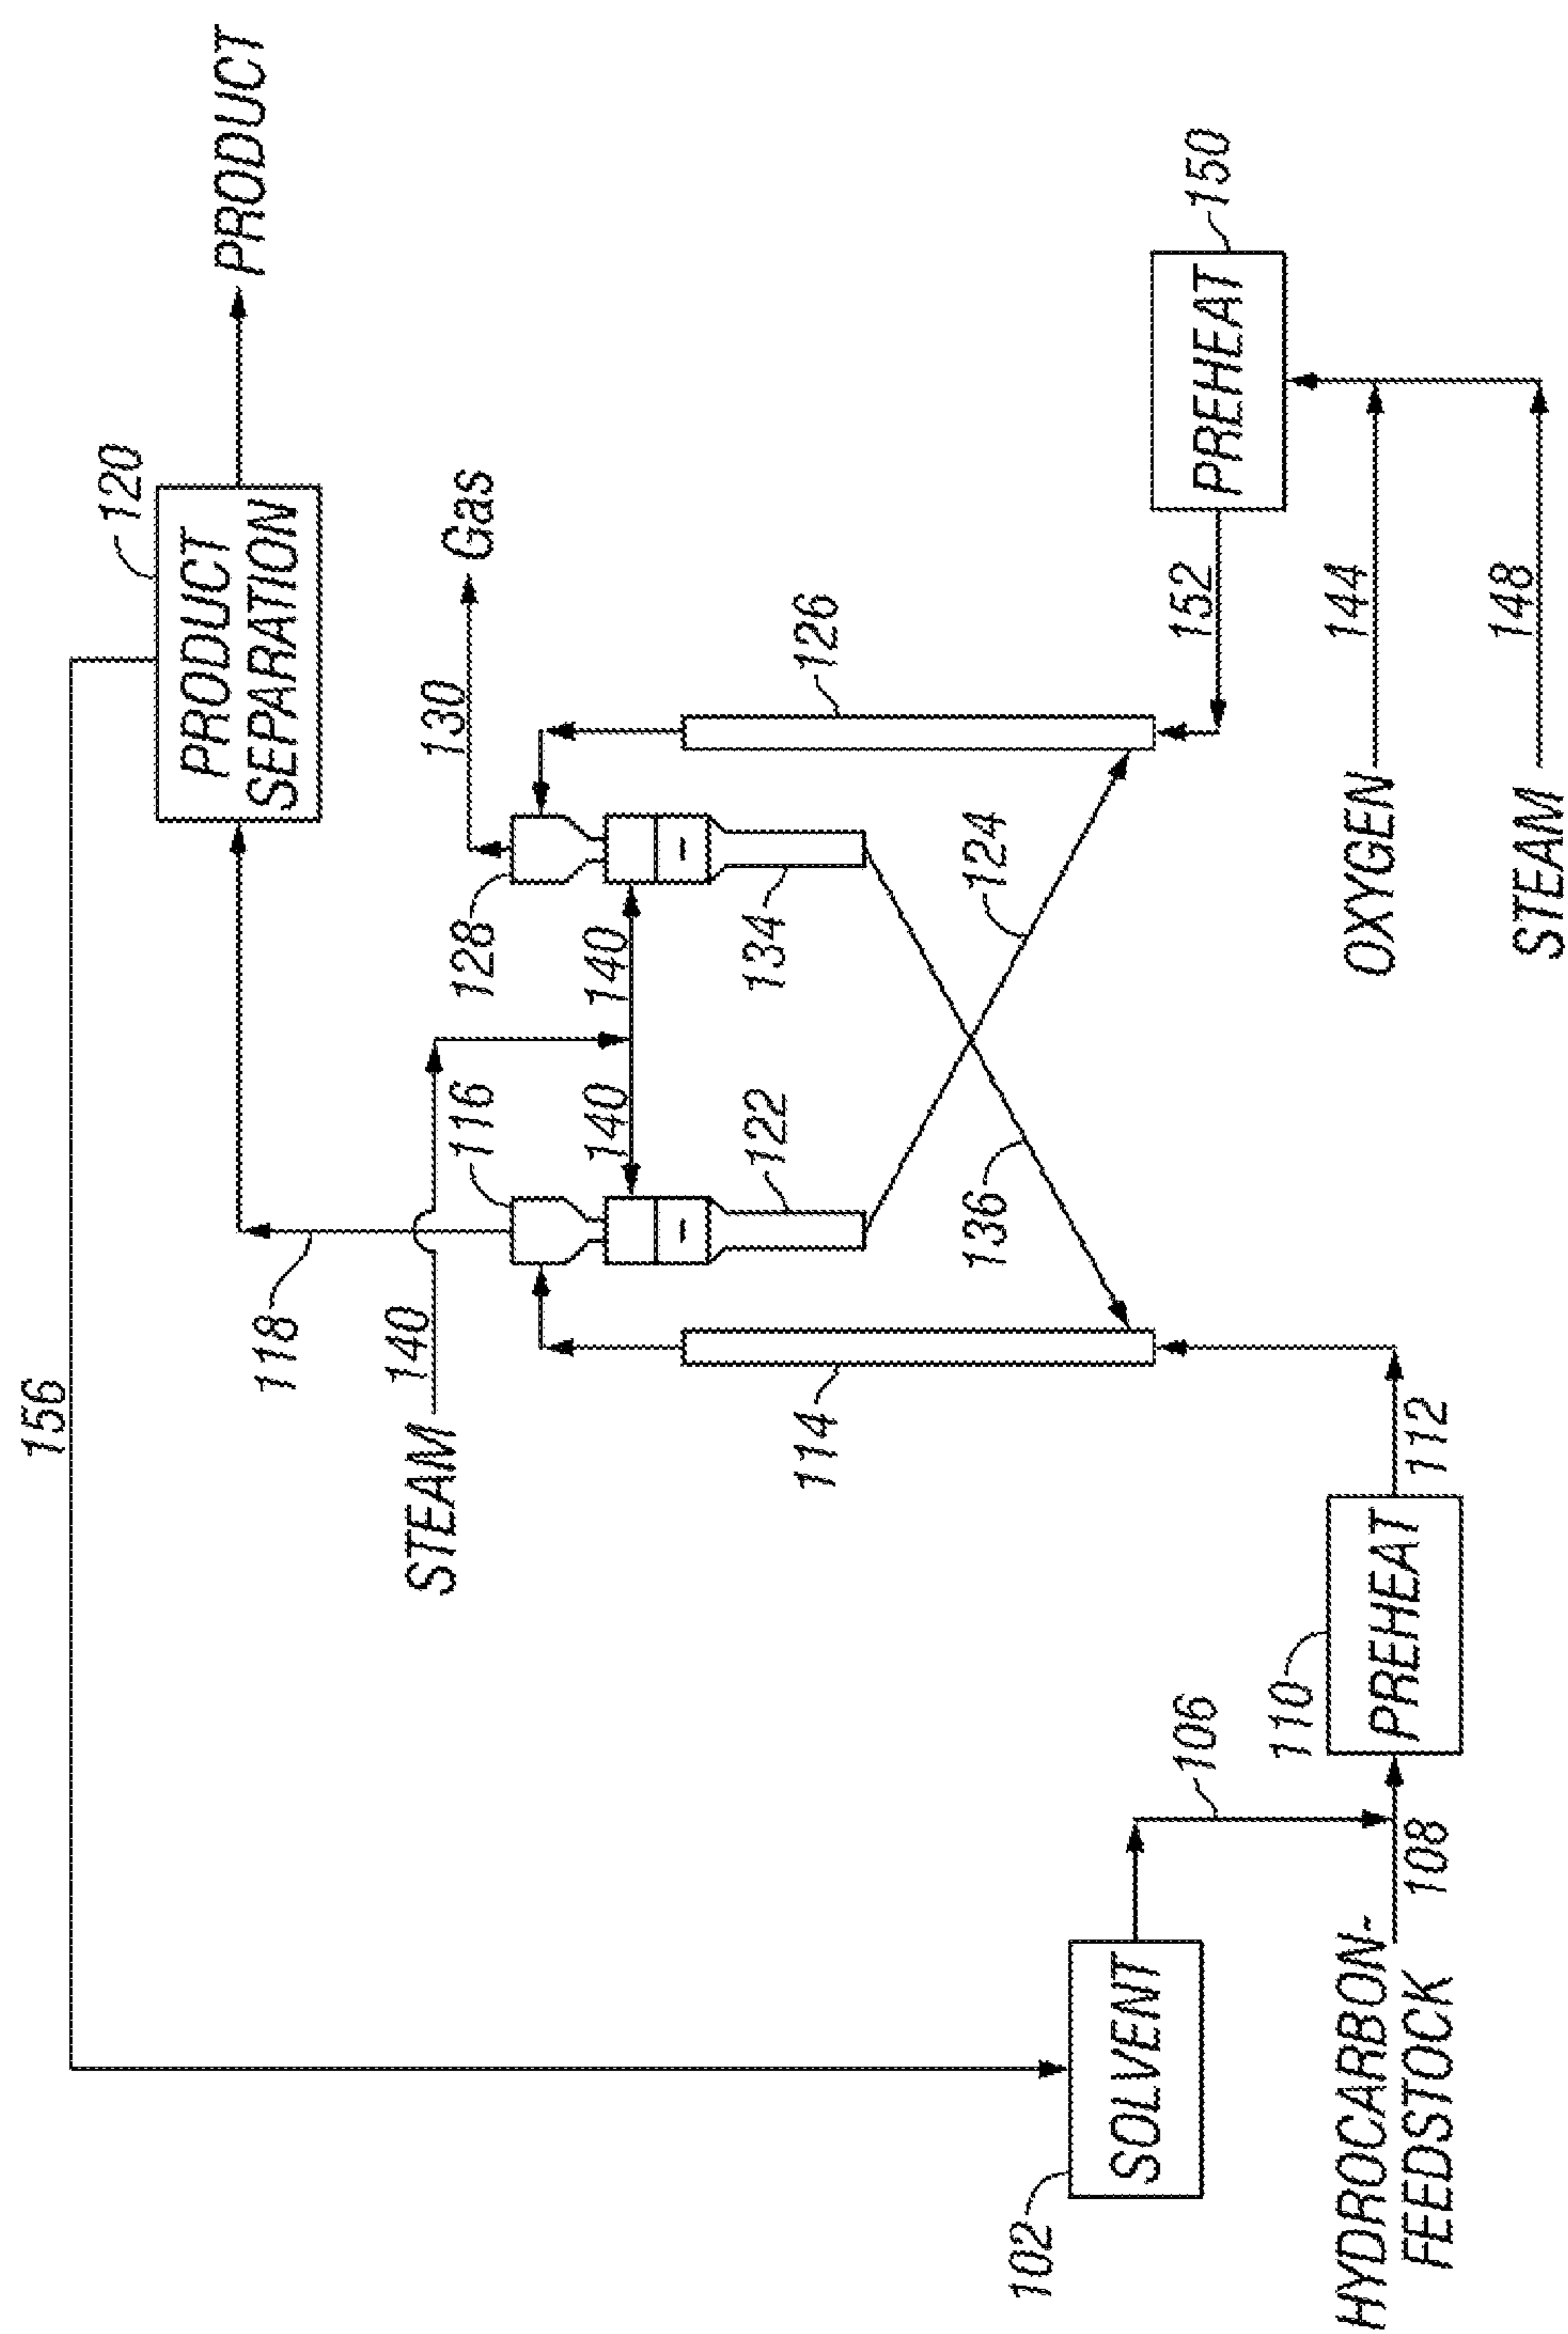 156
120
PRODUCT
SEPARATION
PRODUCT
118
STEAM
140
116
128
130
Gas
140
140
122
134
114
126
136
124
102
SOLVENT
106
110
PREHEAT
112
HYDROCARBON-
FEEDSTOCK
108
152
PREHEAT
150
OXYGEN
144
STEAM
148